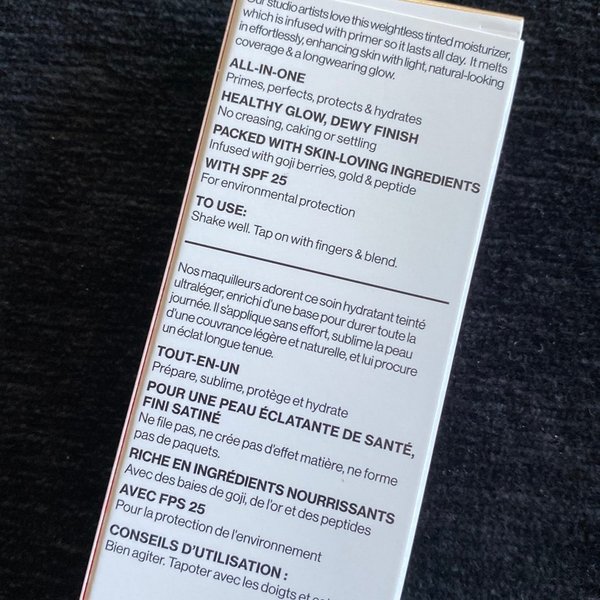 Our studio artists love this weightless tinted moisturizer,
which is infused with primer so it lasts all day. It melts
in effortlessly, enhancing skin with light, natural-looking
coverage & a longwearing glow.
ALL-IN-ONE
Primes, perfects, protects & hydrates
HEALTHY GLOW, DEWY FINISH
No creasing, caking or settling
PACKED WITH SKIN-LOVING INGREDIENTS
Infused with goji berries, gold & peptide
WITH SPF 25
For environmental protection
TO USE:
Shake well. Tap on with fingers & blend.
Nos maquilleurs adorent ce soin hydratant teinté
ultraléger, enrichi d'une base pour durer toute la
journée. Il s'applique sans effort, sublime la peau
d'une couvrance légère et naturelle, et lui procure
un éclat longue tenue.
TOUT-EN-UN
Prépare, sublime, protège et hydrate
POUR UNE PEAU ÉCLATANTE DE SANTÉ,
FINI SATINÉ
Ne file pas, ne crée pas d'effet matière, ne forme
pas de paquets.
RICHE EN INGRÉDIENTS NOURRISSANTS
Avec des baies de goji, de l'or et des peptides
AVEC FPS 25
Pour la protection de l'environnement
CONSEILS D'UTILISATION :
Bien agiter. Tapoter avec les doigts et